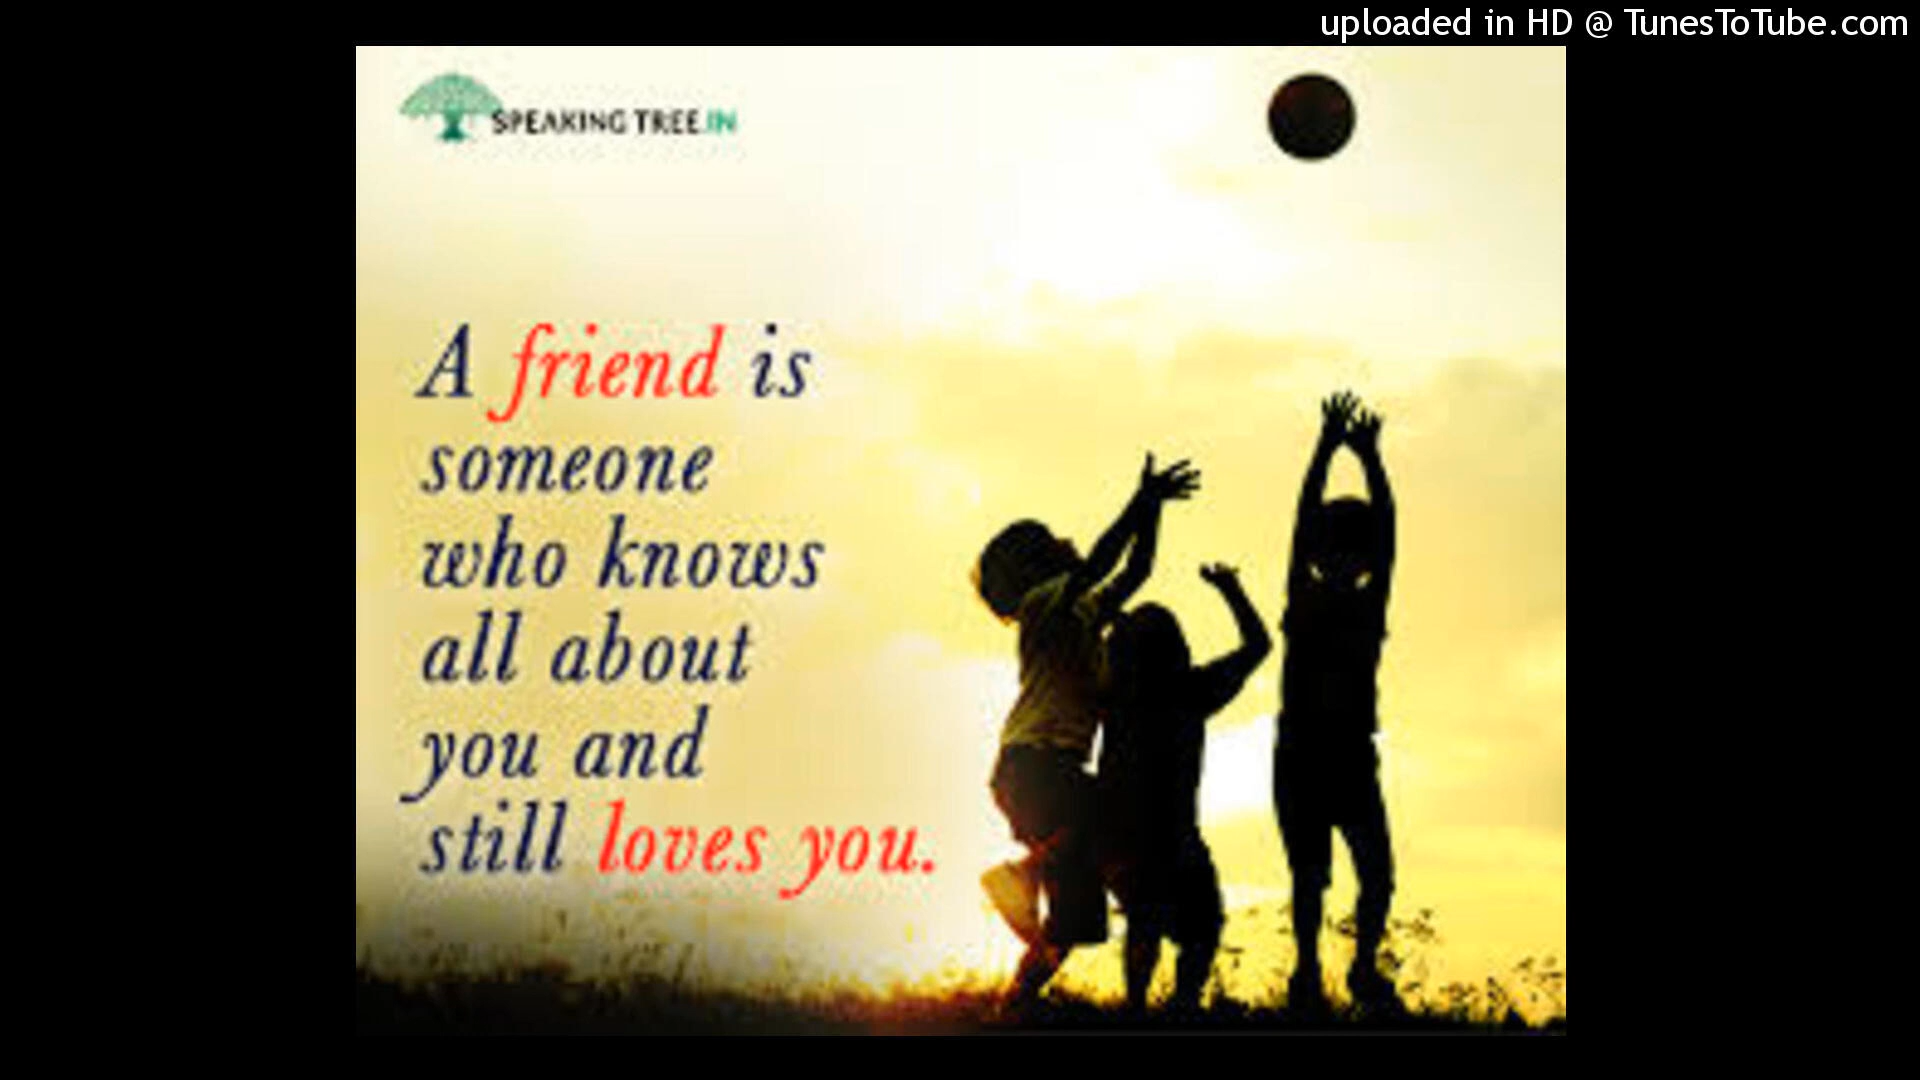 uploaded in HD @ TunesToTube.com
SPEAKING TREE.IN
A friend is
someone
who knows
all about
you and
still loves you.